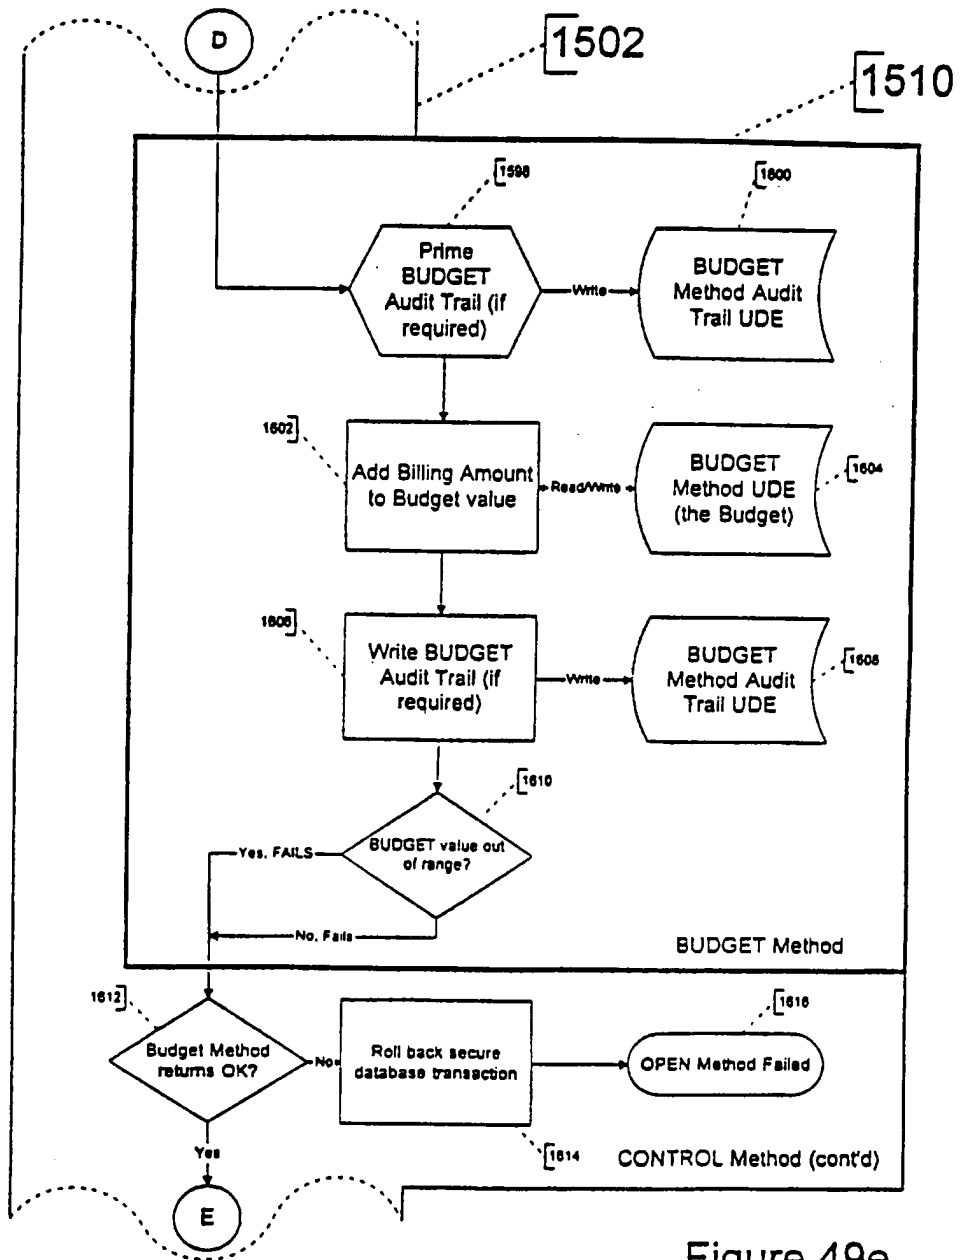 D
1502
1510
1598
1600
Prime
BUDGET
Audit Trail (if
required)
Write
BUDGET
Method Audit
Trail UDE
1602
Add Billing Amount
to Budget value
Read/Write
BUDGET
Method UDE
(the Budget)
1604
1606
Write BUDGET
Audit Trail (if
required)
Write
BUDGET
Method Audit
Trail UDE
1608
1610
BUDGET value out
of range?
Yes, FAILS
No, Fails
BUDGET Method
1612
Budget Method
returns OK?
No
Roll back secure
database transaction
1616
OPEN Method Failed
Yes
1614
CONTROL Method (cont'd)
E
Figure 49e